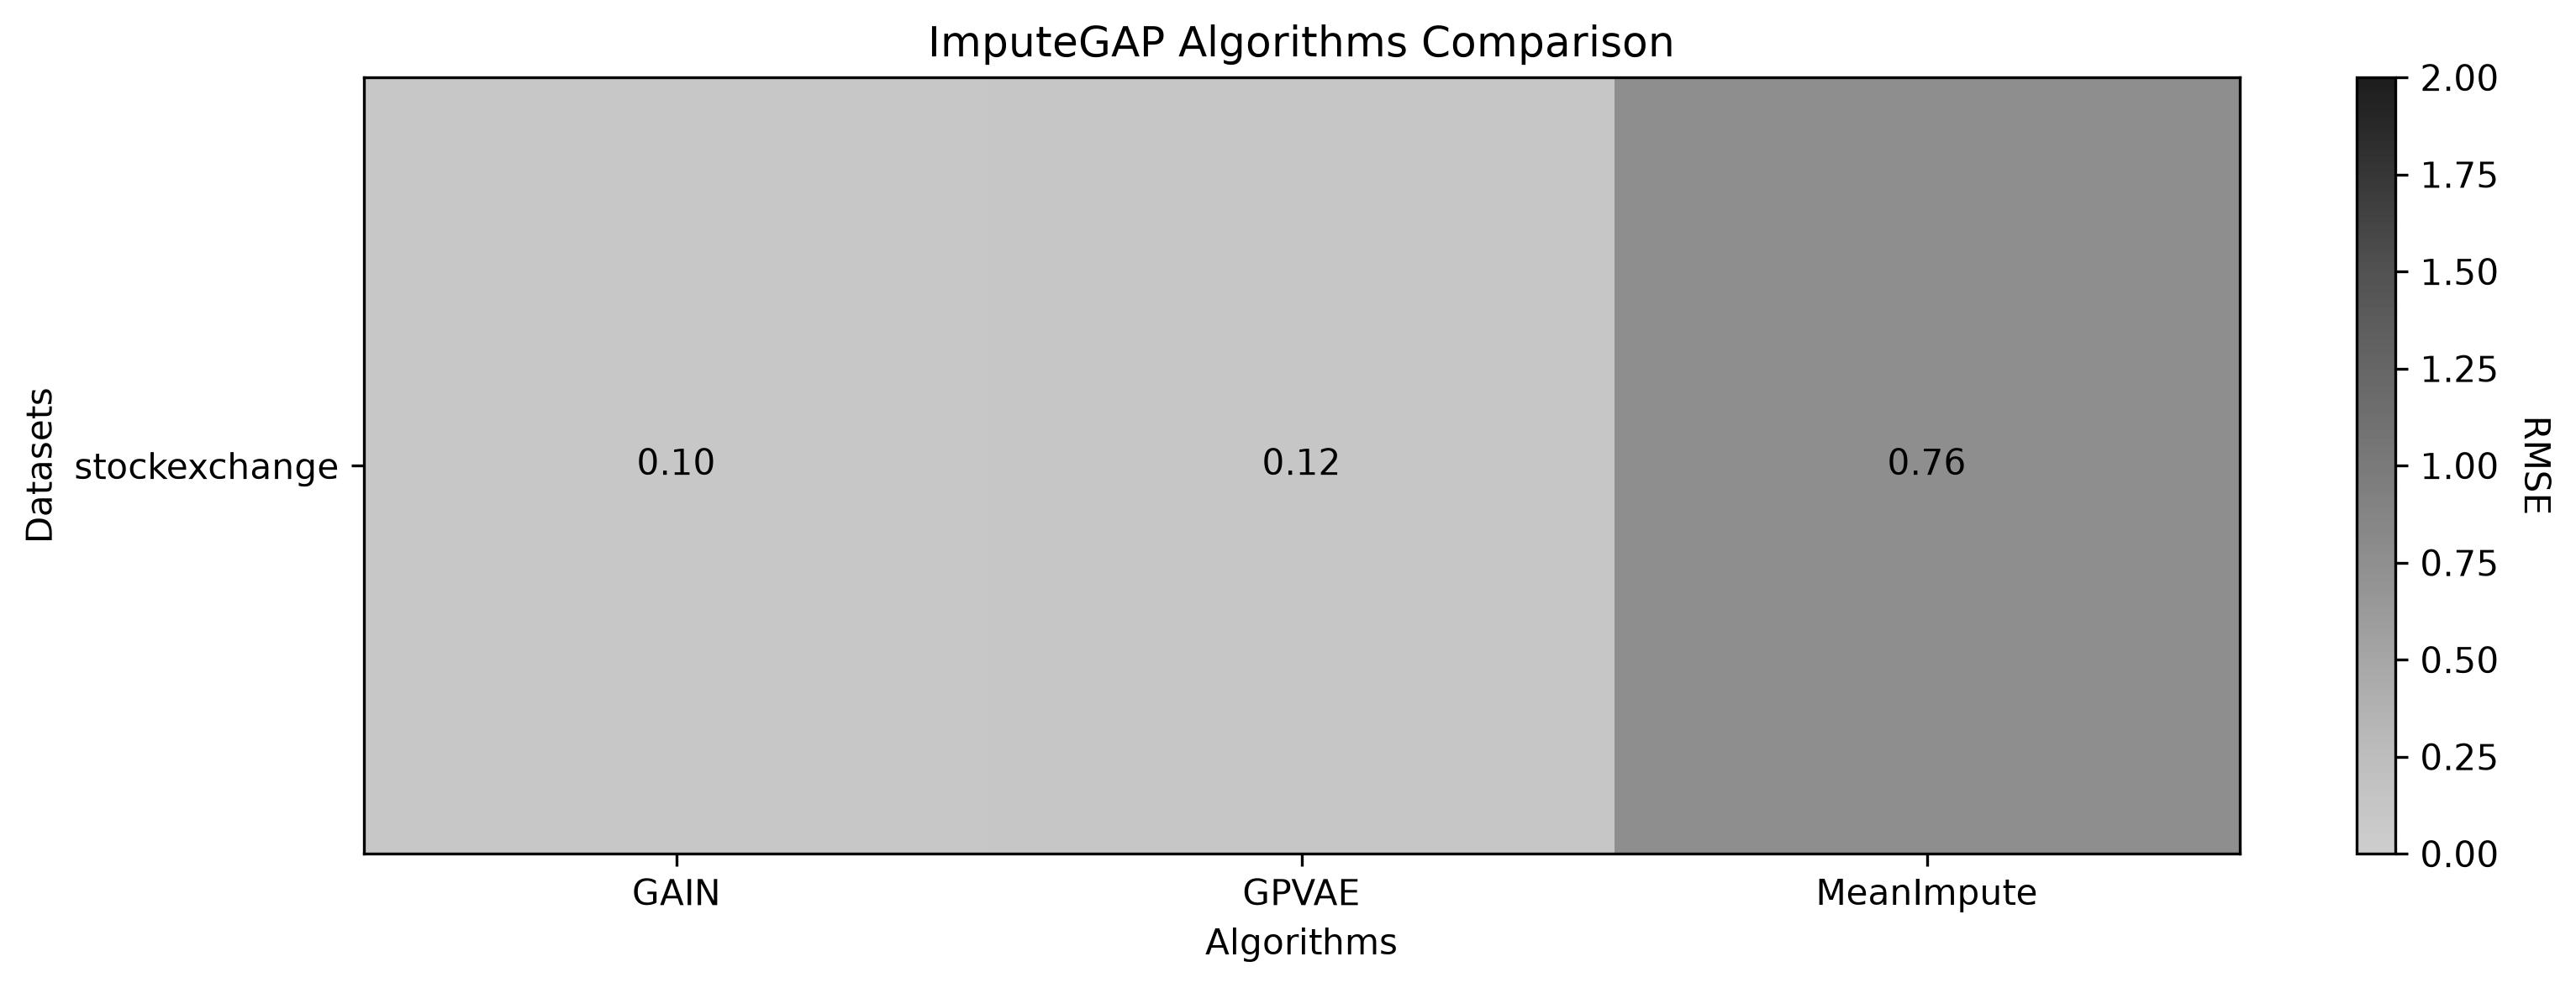 ImputeGAP Algorithms Comparison
Datasets
stockexchange
0.10 0.12 0.76
GAIN GPVAE MeanImpute
Algorithms
2.00
1.75
1.50
1.25
1.00
0.75
0.50
0.25
0.00
RMSE